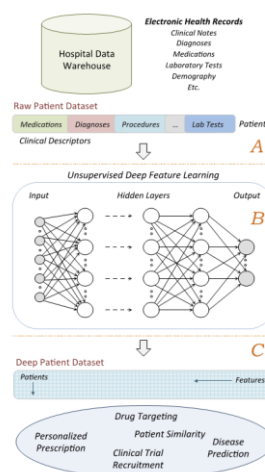 Hospital Data
Warehouse
Electronic Health Records
Clinical Notes
Diagnoses
Medications
Laboratory Tests
Demography
Etc.
Raw Patient Dataset
Medications
Diagnoses
Procedures
...
Lab Tests
Patient
Clinical Descriptors
A
Unsupervised Deep Feature Learning
Input
Hidden Layers
Output
B
C
Deep Patient Dataset
Patients
Features
Drug Targeting
Personalized
Prescription
Patient Similarity
Disease
Prediction
Clinical Trial
Recruitment